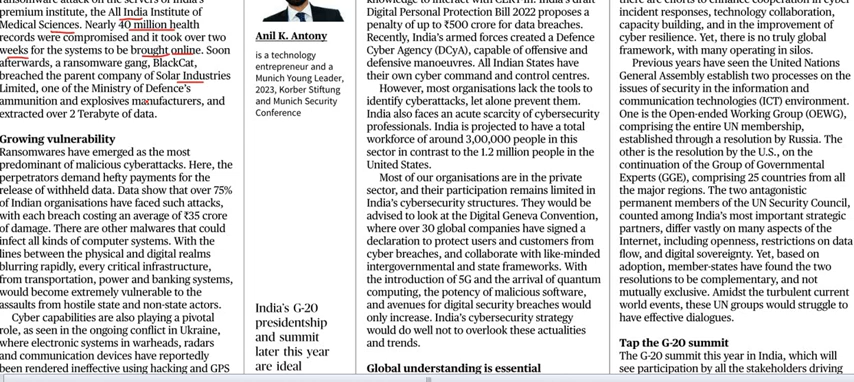 premium institute, the All India Institute of
Medical Sciences. Nearly 40 million health
records were compromised and it took over two
weeks for the systems to be brought online. Soon
afterwards, a ransomware gang, BlackCat,
breached the parent company of Solar Industries
Limited, one of the Ministry of Defence's
ammunition and explosives manufacturers, and
extracted over 2 Terabyte of data.
Growing vulnerability
Ransomwares have emerged as the most
predominant of malicious cyberattacks. Here, the
perpetrators demand hefty payments for the
release of withheld data. Data show that over 75%
of Indian organisations have faced such attacks,
with each breach costing an average of ₹35 crore
of damage. There are other malwares that could
infect all kinds of computer systems. With the
lines between the physical and digital realms
blurring rapidly, every critical infrastructure,
from transportation, power and banking systems,
would become extremely vulnerable to the
assaults from hostile state and non-state actors.
Cyber capabilities are also playing a pivotal
role, as seen in the ongoing conflict in Ukraine,
where electronic systems in warheads, radars
and communication devices have reportedly
been rendered ineffective using hacking and GPS
Anil K. Antony
is a technology
entrepreneur and a
Munich Young Leader,
2023, Korber Stiftung
and Munich Security
Conference
India's G-20
presidentship
and summit
later this year
are ideal
Digital Personal Protection Bill 2022 proposes a
penalty of up to ₹500 crore for data breaches.
Recently, India's armed forces created a Defence
Cyber Agency (DCyA), capable of offensive and
defensive manoeuvres. All Indian States have
their own cyber command and control centres.
However, most organisations lack the tools to
identify cyberattacks, let alone prevent them.
India also faces an acute scarcity of cybersecurity
professionals. India is projected to have a total
workforce of around 3,00,000 people in this
sector in contrast to the 1.2 million people in the
United States.
Most of our organisations are in the private
sector, and their participation remains limited in
India's cybersecurity structures. They would be
advised to look at the Digital Geneva Convention,
where over 30 global companies have signed a
declaration to protect users and customers from
cyber breaches, and collaborate with like-minded
intergovernmental and state frameworks. With
the introduction of 5G and the arrival of quantum
computing, the potency of malicious software,
and avenues for digital security breaches would
only increase. India's cybersecurity strategy
would do well not to overlook these actualities
and trends.
Global understanding is essential
incident responses, technology collaboration,
capacity building, and in the improvement of
cyber resilience. Yet, there is no truly global
framework, with many operating in silos.
Previous years have seen the United Nations
General Assembly establish two processes on the
issues of security in the information and
communication technologies (ICT) environment.
One is the Open-ended Working Group (OEWG),
comprising the entire UN membership,
established through a resolution by Russia. The
other is the resolution by the U.S., on the
continuation of the Group of Governmental
Experts (GGE), comprising 25 countries from all
the major regions. The two antagonistic
permanent members of the UN Security Council,
counted among India's most important strategic
partners, differ vastly on many aspects of the
Internet, including openness, restrictions on data
flow, and digital sovereignty. Yet, based on
adoption, member-states have found the two
resolutions to be complementary, and not
mutually exclusive. Amidst the turbulent current
world events, these UN groups would struggle to
have effective dialogues.
Tap the G-20 summit
The G-20 summit this year in India, which will
see participation by all the stakeholders driving